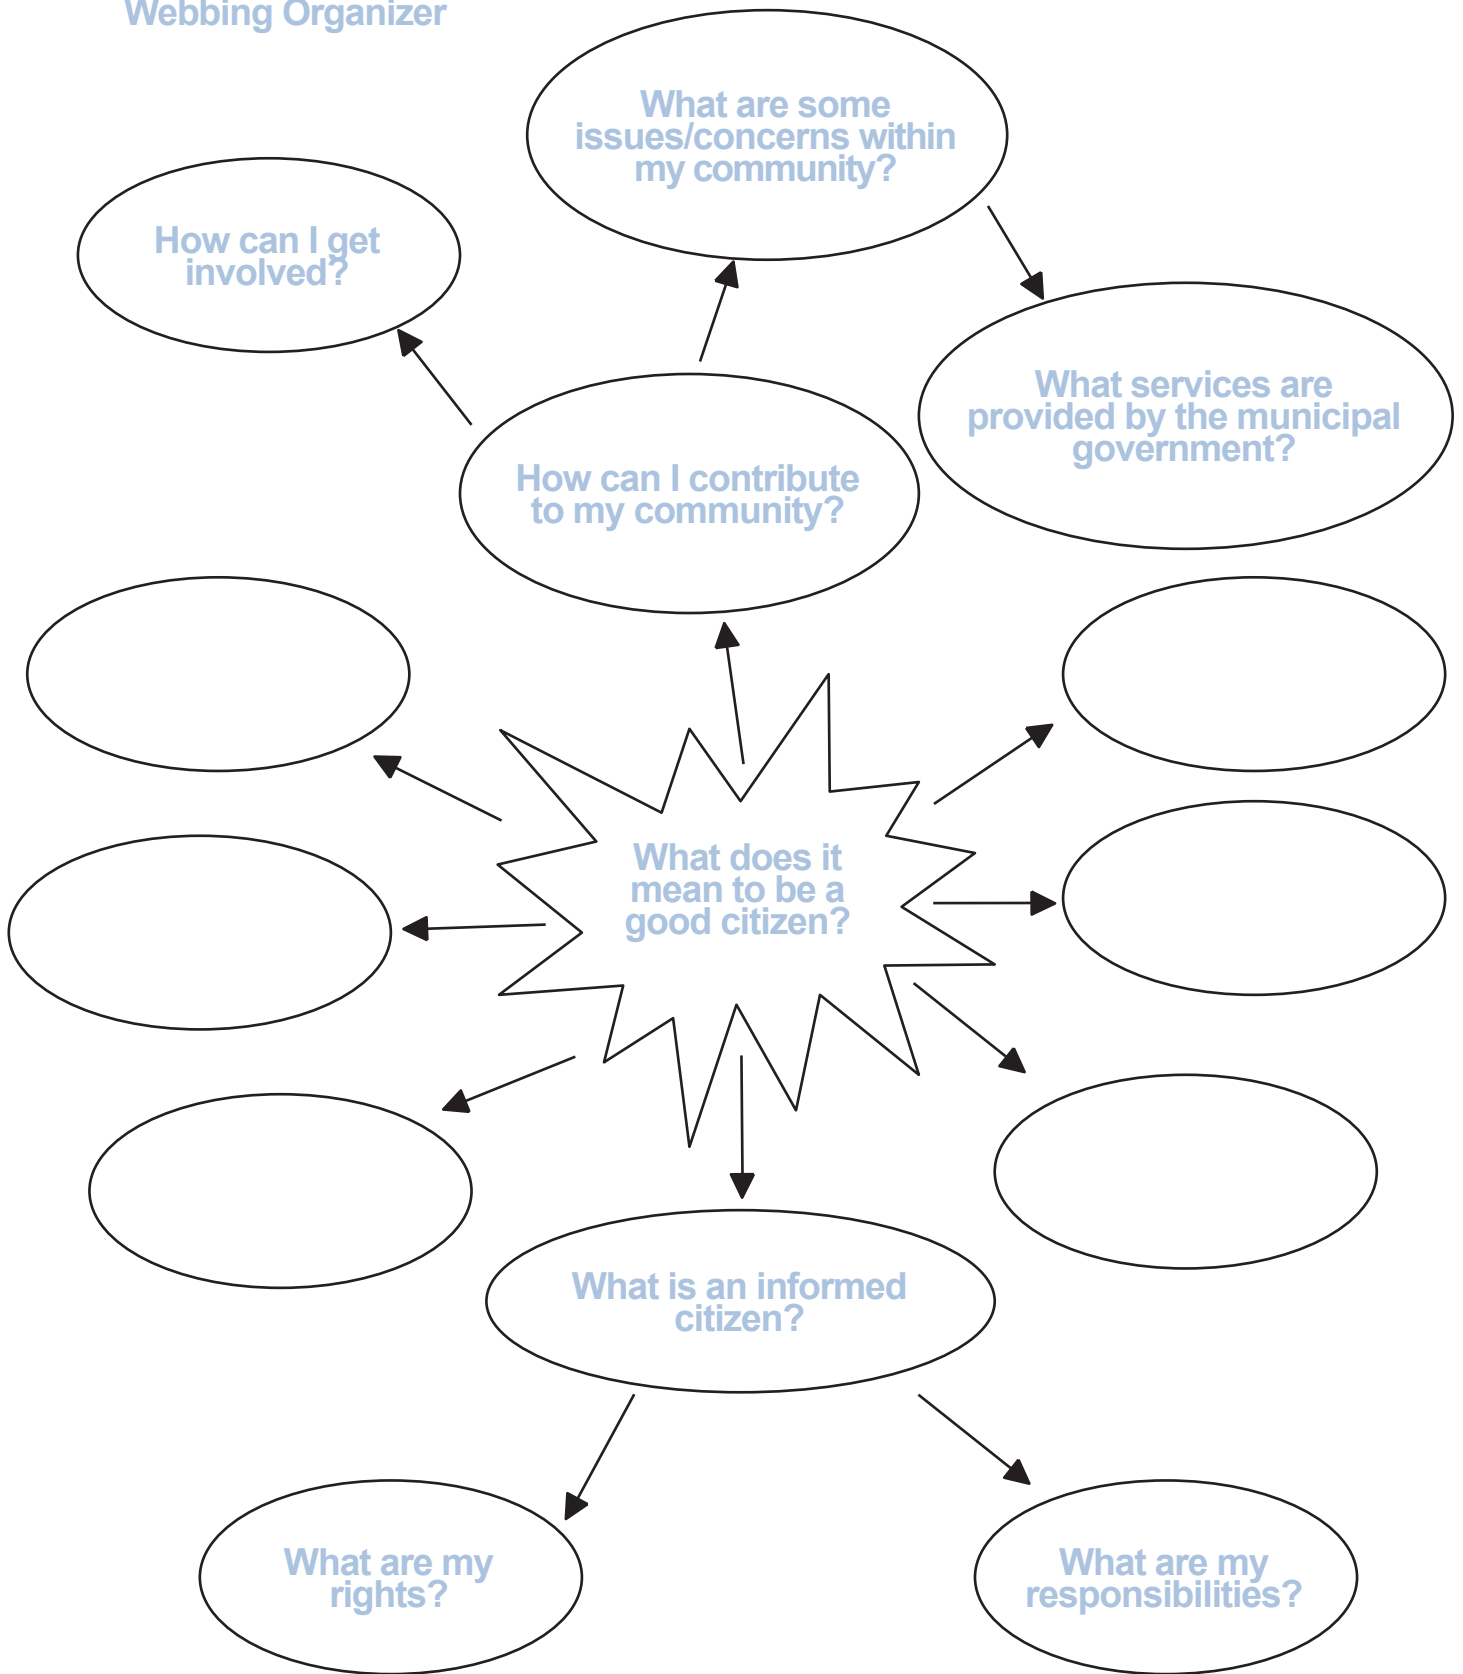 Webbing Organizer
What are some
issues/concerns within
my community?
How can I get
involved?
What services are
provided by the municipal
government?
How can I contribute
to my community?
What does it
mean to be a
good citizen?
What is an informed
citizen?
What are my
rights?
What are my
responsibilities?